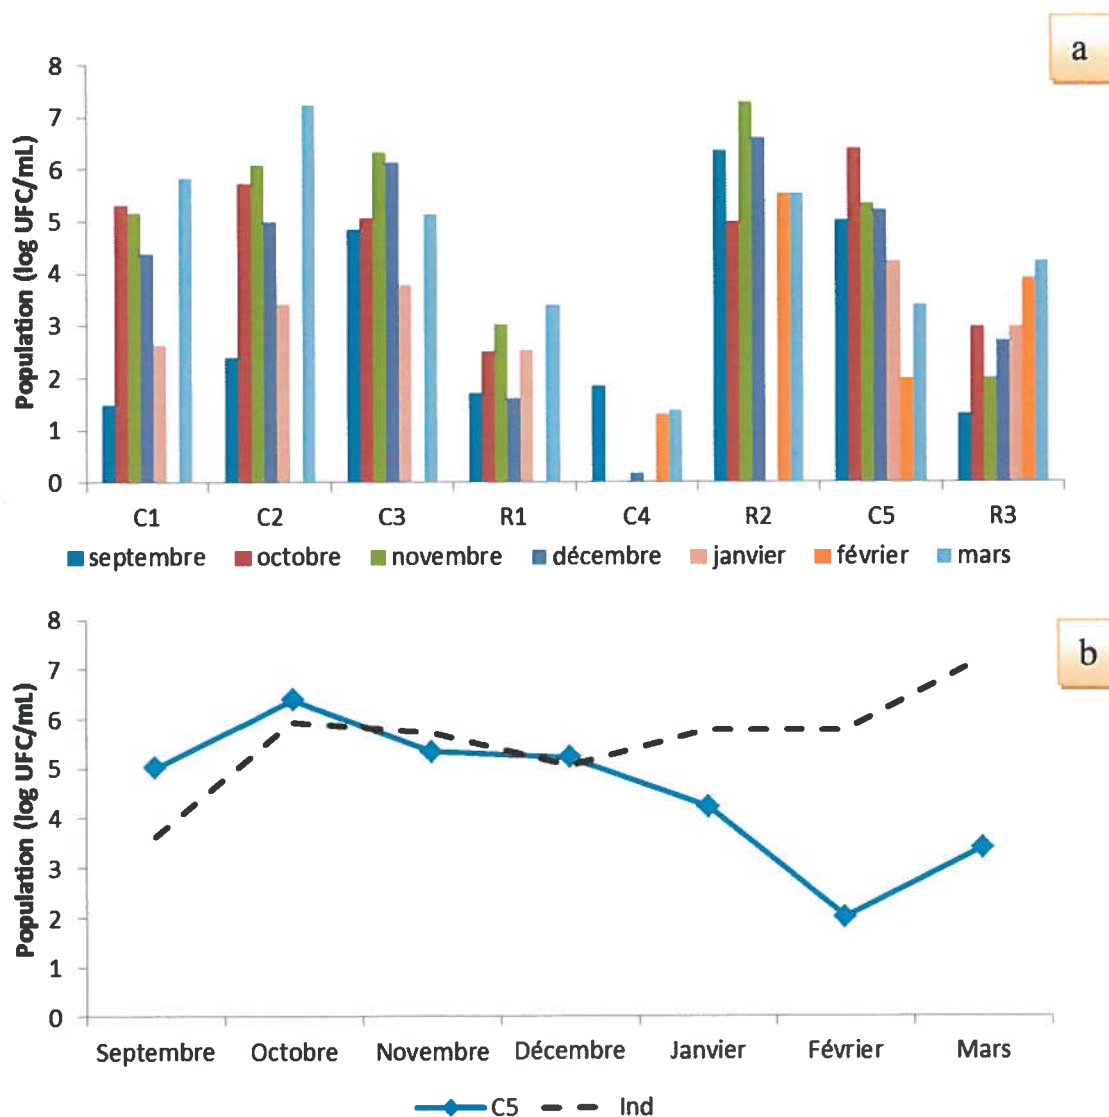 a
Population (log UFC/mL)
8
7
6
5
4
3
2
1
0
C1 C2 C3 R1 C4 R2 C5 R3
septembre octobre novembre décembre janvier février mars
b
Population (log UFC/mL)
8
7
6
5
4
3
2
1
0
Septembre Octobre Novembre Décembre Janvier Février Mars
C5 Ind